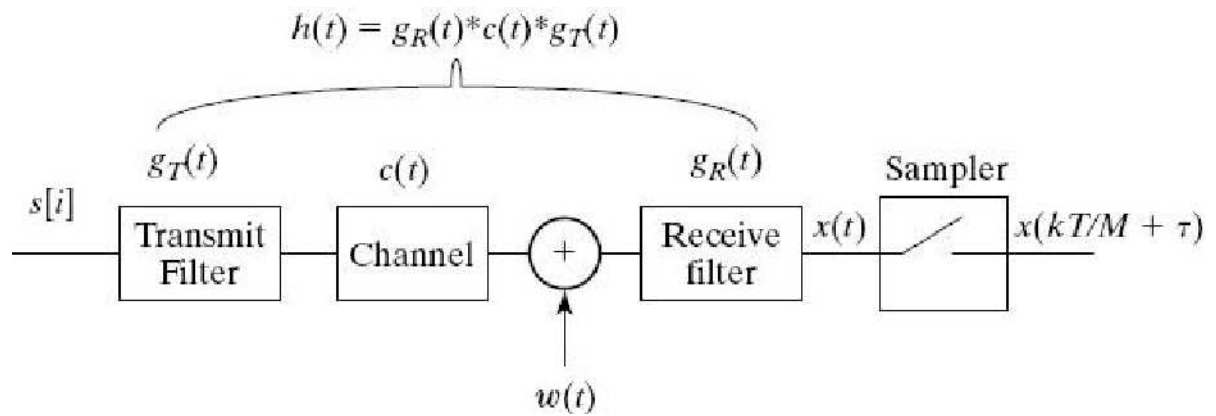 h(t) = g_R(t)*c(t)*g_T(t)
g_T(t)
c(t)
g_R(t)
Sampler
s[i]
Transmit
Filter
Channel
+
Receive
filter
x(t)
x(kT/M + τ)
w(t)